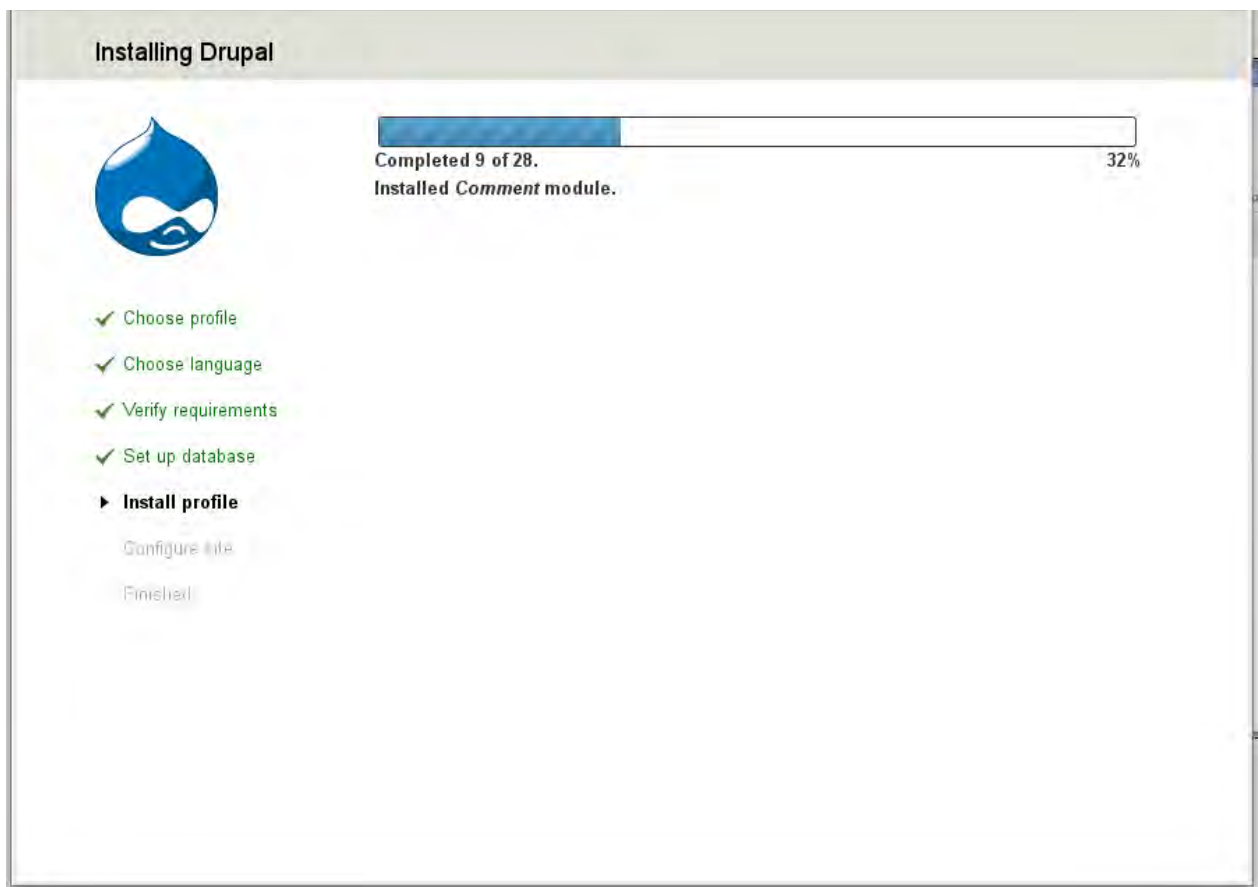 Installing Drupal
Completed 9 of 28.
32%
Installed Comment module.
Choose profile
Choose language
Verify requirements
Set up database
Install profile
Configure site
Finished